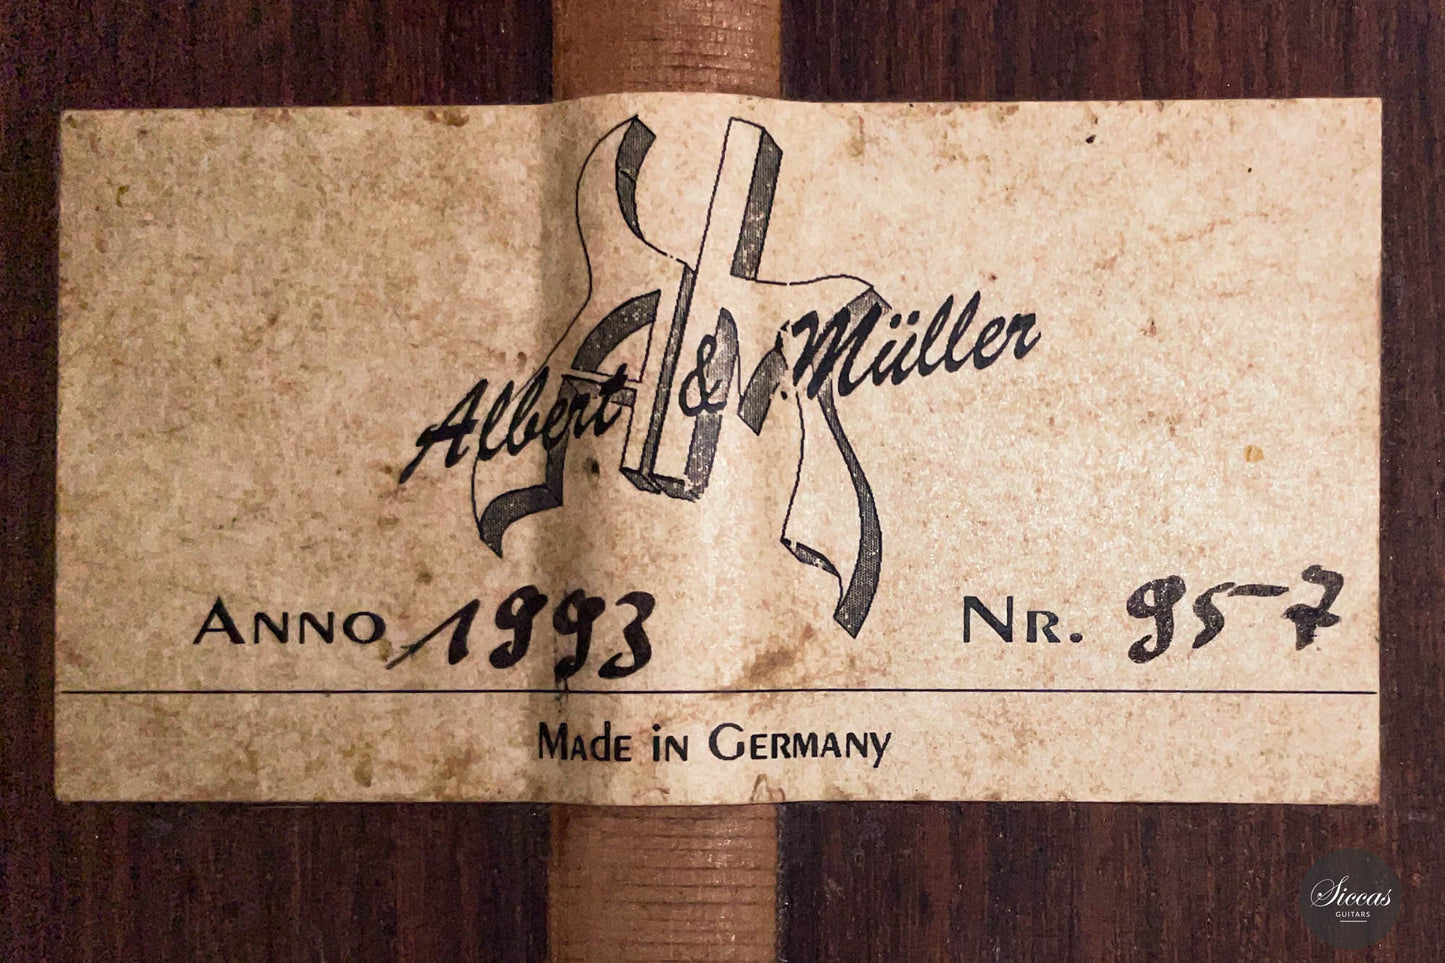 Albert & Müller
ANNO 1993 NR. 95-7
MAdE iN GERMANY
Siccas
GUITARS